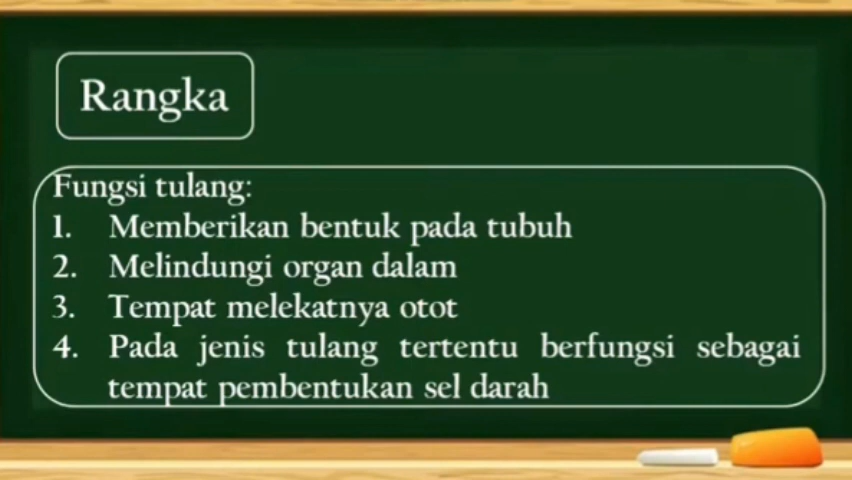 Rangka
Fungsi tulang:
1. Memberikan bentuk pada tubuh
2. Melindungi organ dalam
3. Tempat melekatnya otot
4. Pada jenis tulang tertentu berfungsi sebagai
tempat pembentukan sel darah